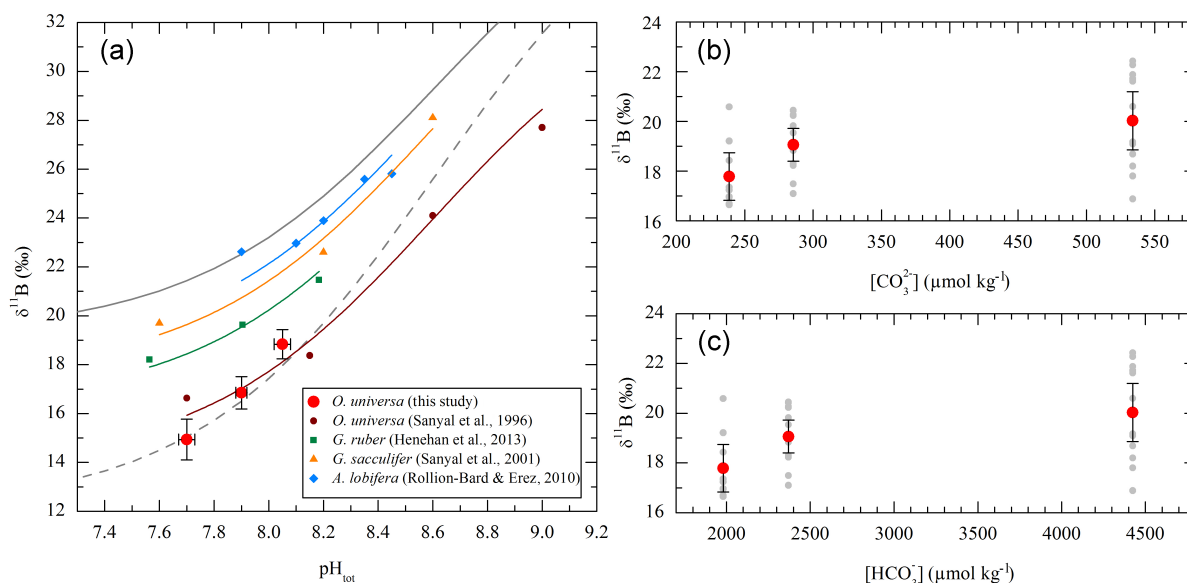 (a)
32
30
28
26
24
22
20
18
16
14
12
δ¹¹B (‰)
7.4 7.6 7.8 8.0 8.2 8.4 8.6 8.8 9.0 9.2
pH_tot
O. universa (this study)
O. universa (Sanyal et al., 1996)
G. ruber (Henehan et al., 2013)
G. sacculifer (Sanyal et al., 2001)
A. lobifera (Rollion-Bard & Erez, 2010)
(b)
24
22
20
18
16
δ¹¹B (‰)
200 250 300 350 400 450 500 550
[CO₃²⁻] (µmol kg⁻¹)
(c)
24
22
20
18
16
δ¹¹B (‰)
2000 2500 3000 3500 4000 4500
[HCO₃⁻] (µmol kg⁻¹)